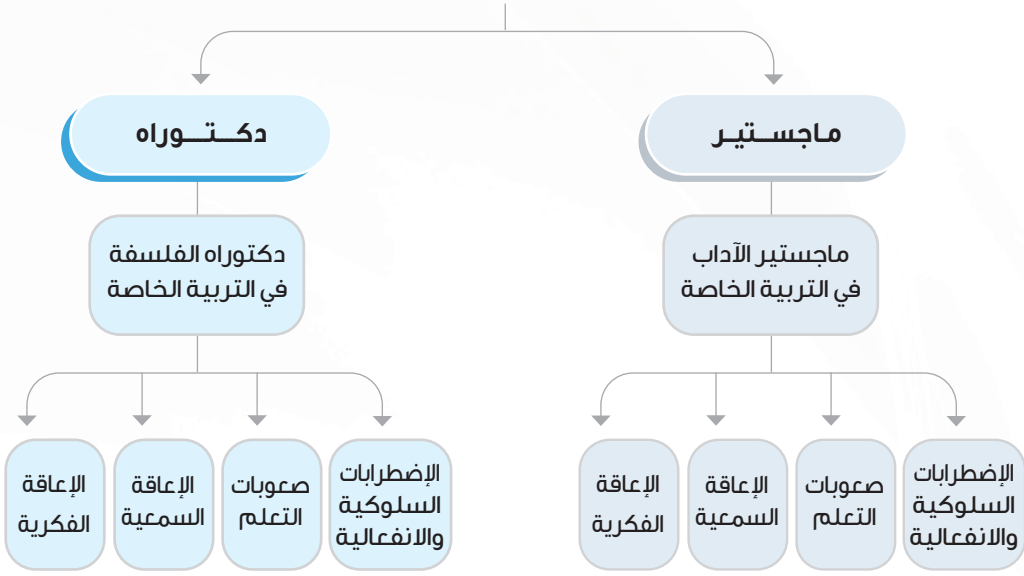 ماجستير
ماجستير الآداب
في التربية الخاصة
الإضطرابات
السلوكية
والانفعالية
صعوبات
التعلم
الإعاقة
السمعية
الإعاقة
الفكرية
دكتوراه
دكتوراه الفلسفة
في التربية الخاصة
الإضطرابات
السلوكية
والانفعالية
صعوبات
التعلم
الإعاقة
السمعية
الإعاقة
الفكرية